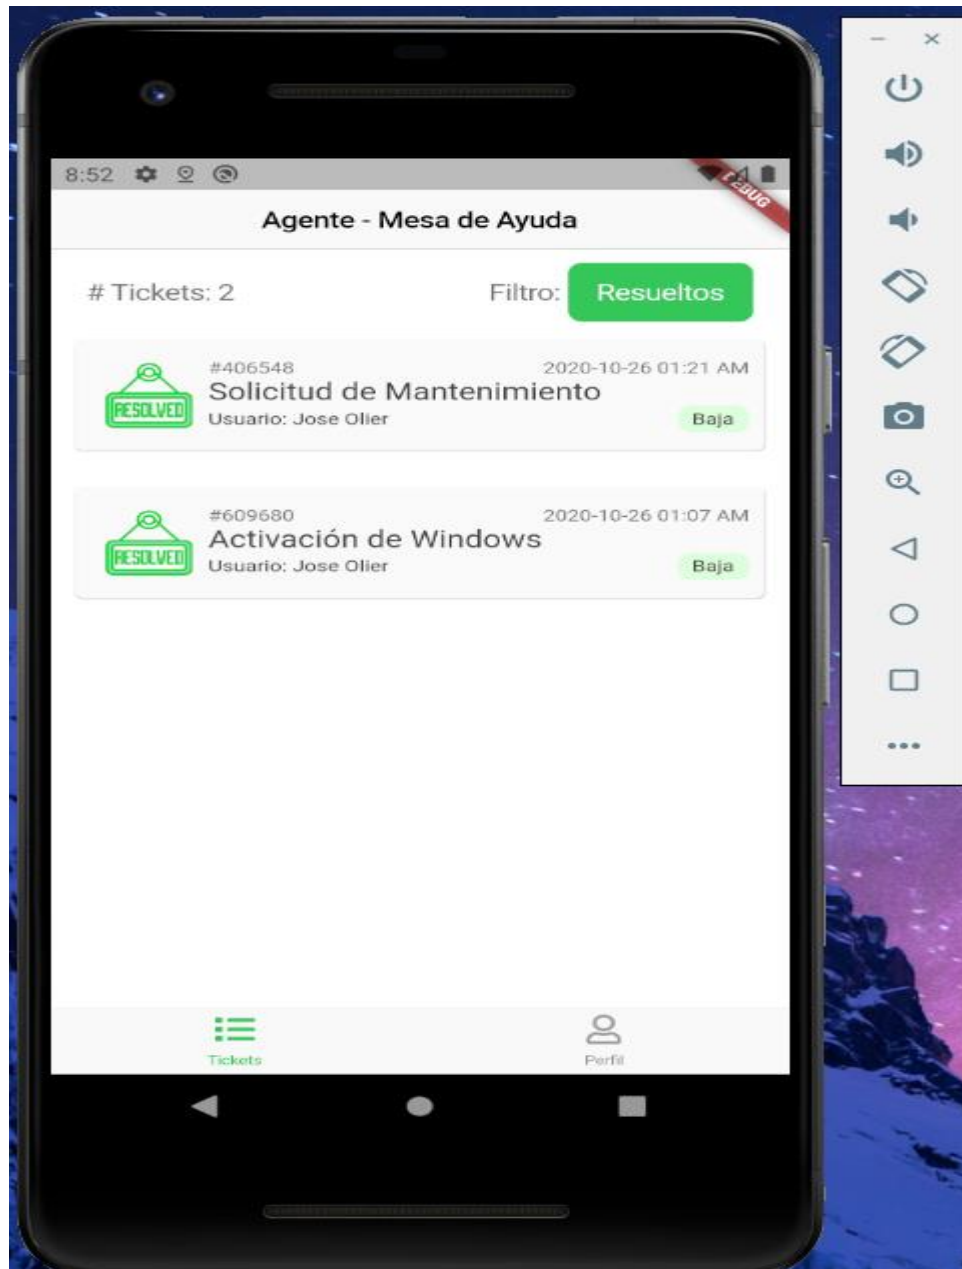 8:52
DEBUG
Agente - Mesa de Ayuda
# Tickets: 2 Filtro: Resueltos
#406548 2020-10-26 01:21 AM
Solicitud de Mantenimiento
RESOLVED
Usuario: Jose Olier Baja
#609680 2020-10-26 01:07 AM
Activación de Windows
RESOLVED
Usuario: Jose Olier Baja
Tickets Perfil